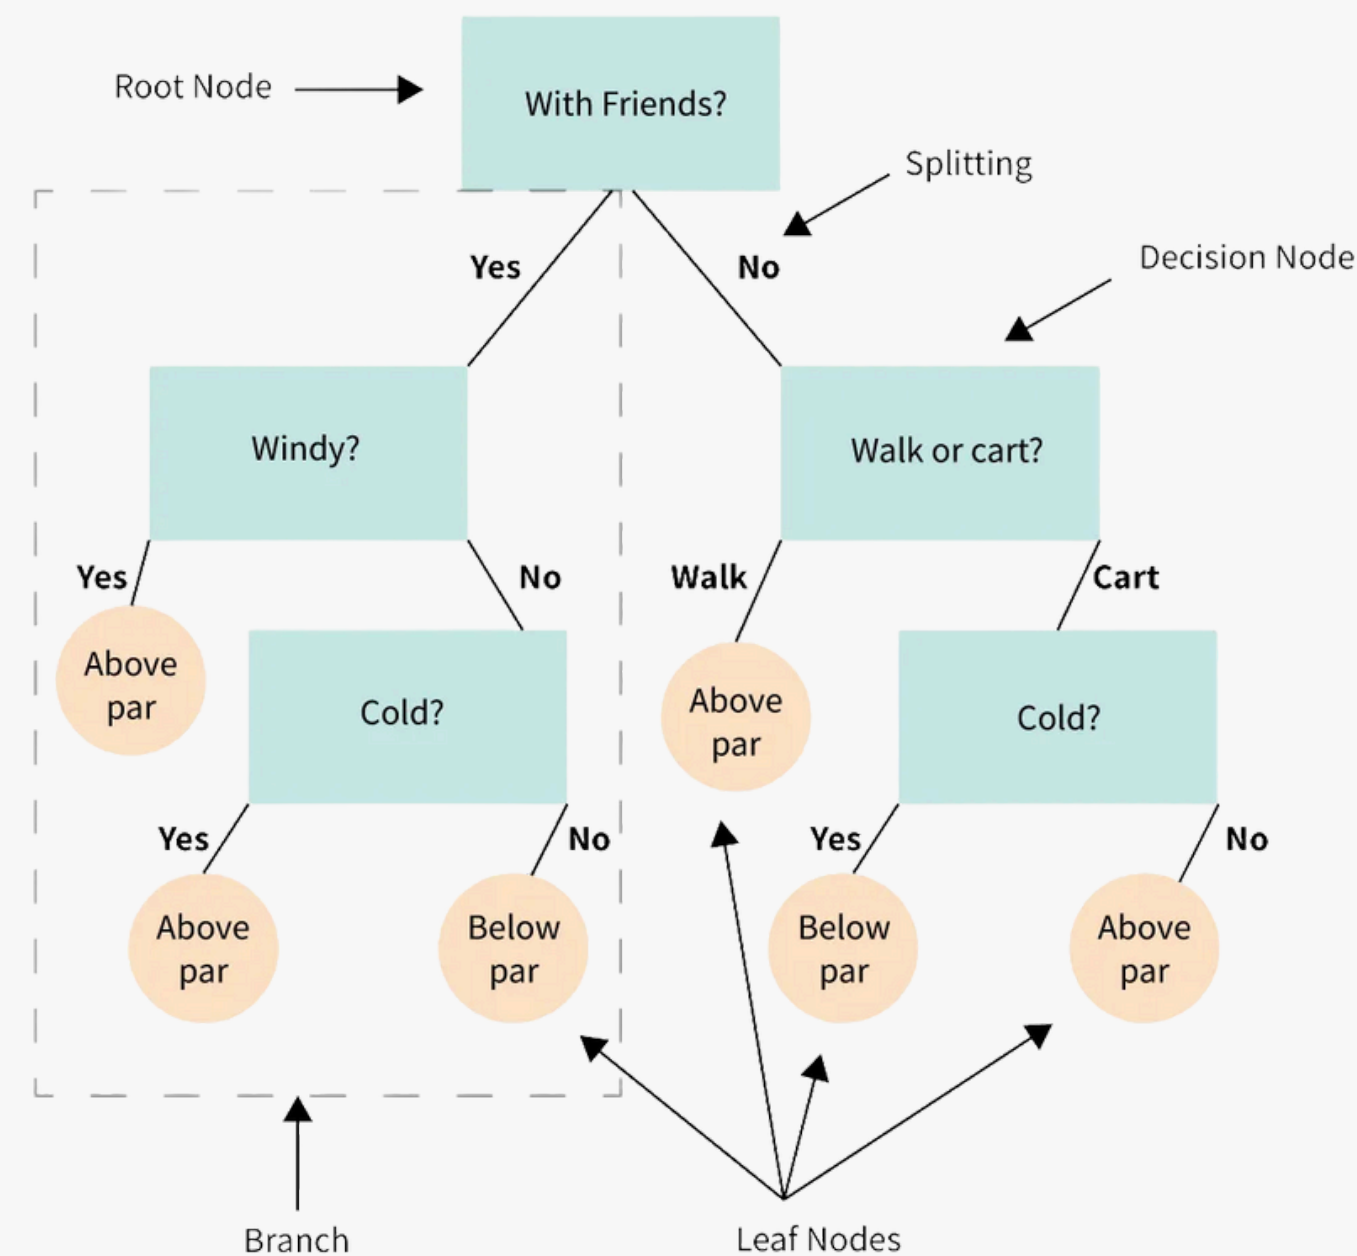 With Friends?
Root Node
Splitting
Decision Node
Yes
No
Windy?
Walk or cart?
Yes
No
Walk
Cart
Above
par
Cold?
Above
par
Cold?
Yes
No
Yes
No
Above
par
Below
par
Below
par
Above
par
Branch
Leaf Nodes